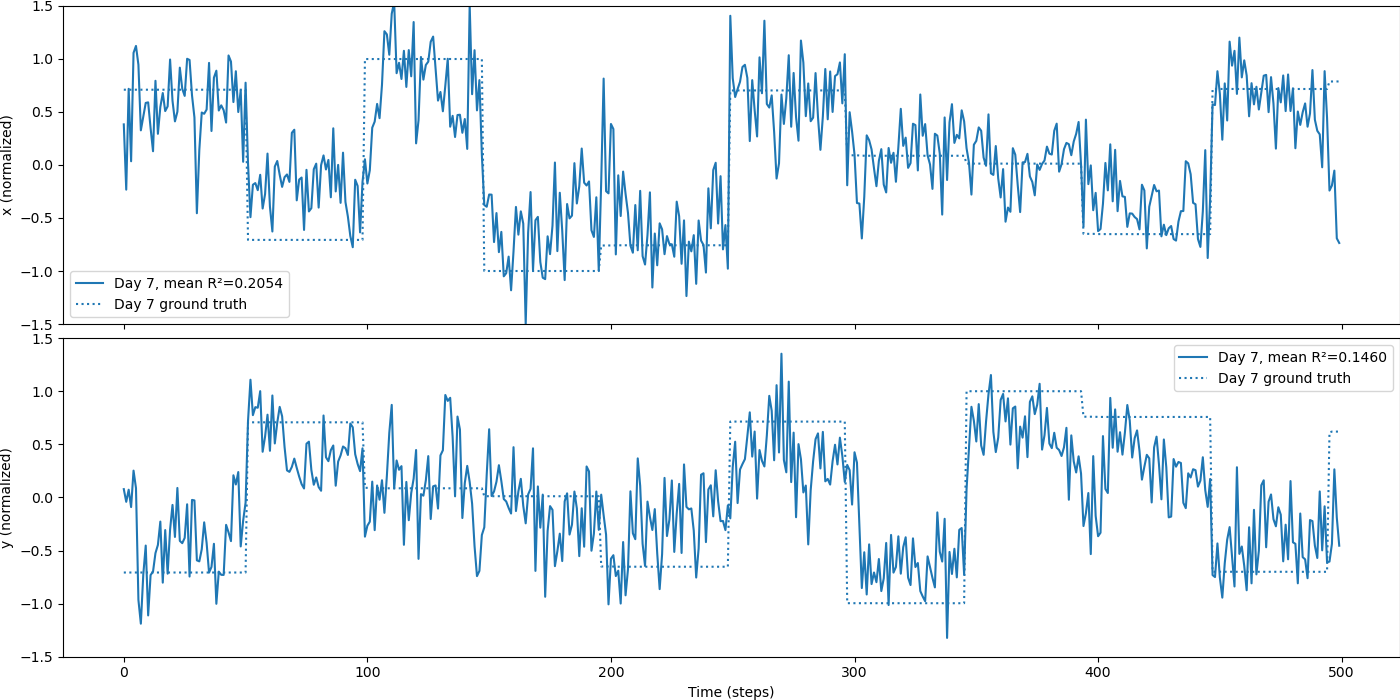 1.5
1.0
0.5
0.0
−0.5
−1.0
−1.5
x (normalized)
Day 7, mean R²=0.2054
Day 7 ground truth
1.5
1.0
0.5
0.0
−0.5
−1.0
−1.5
y (normalized)
Day 7, mean R²=0.1460
Day 7 ground truth
0 100 200 300 400 500
Time (steps)